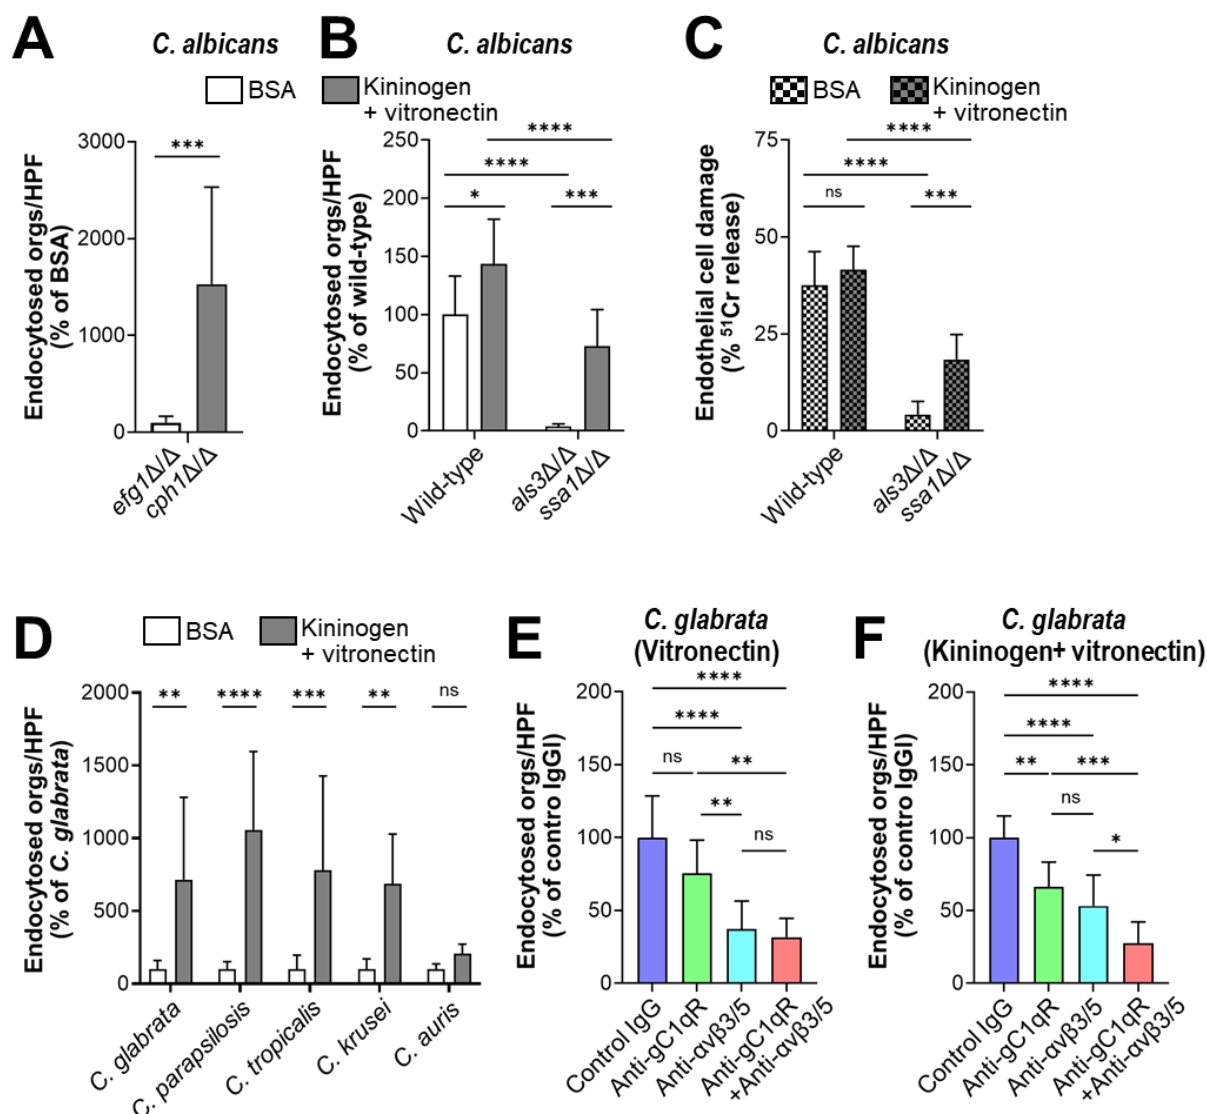 A
C. albicans
BSA
Endocytosed orgs/HPF
(% of BSA)
3000
2000
1000
0
***
efg1Δ/Δ
cph1Δ/Δ
B
C. albicans
Kininogen
+ vitronectin
Endocytosed orgs/HPF
(% of wild-type)
250
200
150
100
50
0
****
****
*
***
Wild-type
als3Δ/Δ
ssa1Δ/Δ
C
C. albicans
BSA
Kininogen
+ vitronectin
Endothelial cell damage
(% ⁵¹Cr release)
75
50
25
0
****
****
ns
***
Wild-type
als3Δ/Δ
ssa1Δ/Δ
D
BSA
Kininogen
+ vitronectin
Endocytosed orgs/HPF
(% of C. glabrata)
2000
1500
1000
500
0
**
****
***
**
ns
C. glabrata
C. parapsilosis
C. tropicalis
C. krusei
C. auris
E
C. glabrata
(Vitronectin)
Endocytosed orgs/HPF
(% of contro IgGl)
200
150
100
50
0
****
****
ns
**
**
ns
Control IgG
Anti-gC1qR
Anti-αvβ3/5
Anti-gC1qR
+Anti-αvβ3/5
F
C. glabrata
(Kininogen+ vitronectin)
Endocytosed orgs/HPF
(% of control IgGl)
200
150
100
50
0
****
****
**
***
ns
*
Control IgG
Anti-gC1qR
Anti-αvβ3/5
Anti-gC1qR
+Anti-αvβ3/5